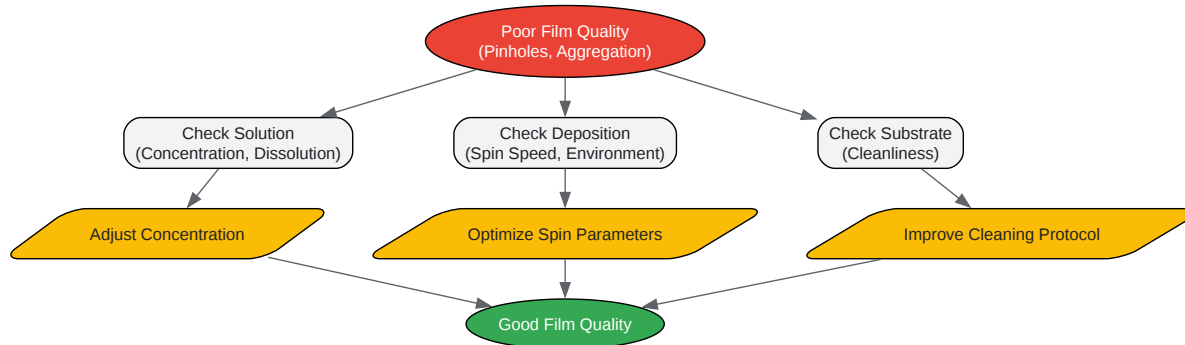 Poor Film Quality
(Pinholes, Aggregation)
Check Solution
(Concentration, Dissolution)
Check Deposition
(Spin Speed, Environment)
Check Substrate
(Cleanliness)
Adjust Concentration
Optimize Spin Parameters
Improve Cleaning Protocol
Good Film Quality